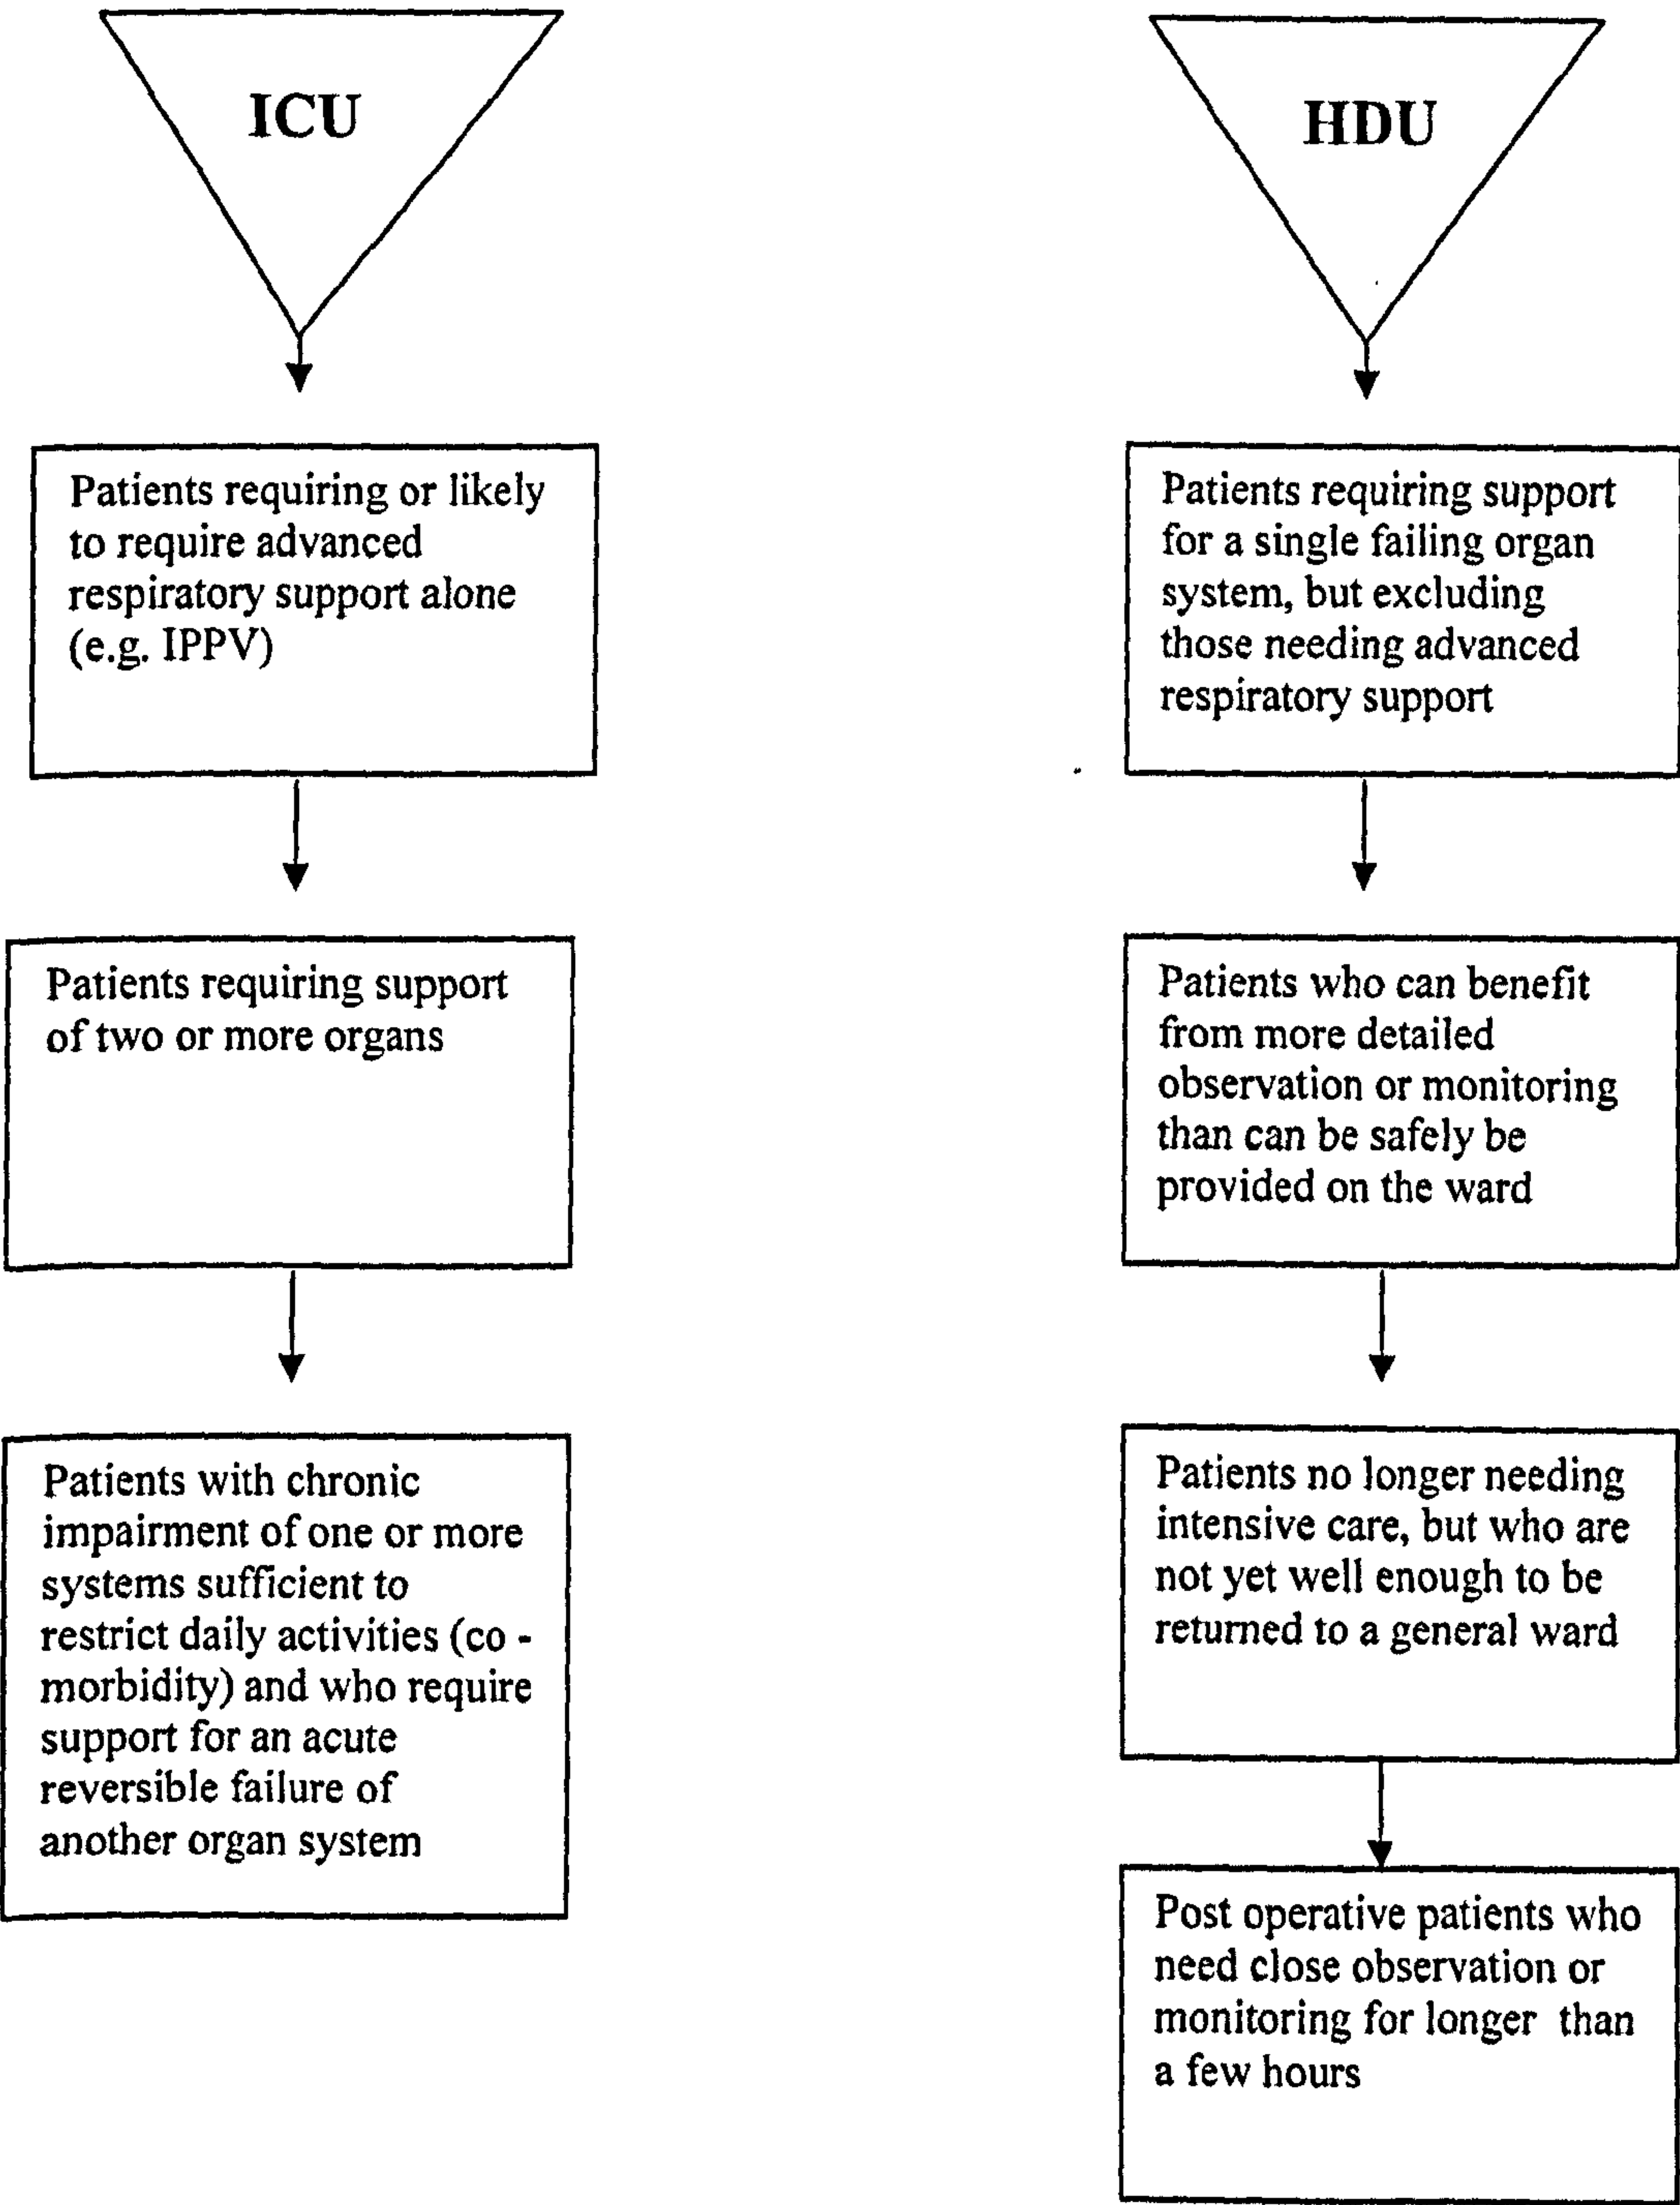 ICU
Patients requiring or likely
to require advanced
respiratory support alone
(e.g. IPPV)
Patients requiring support
of two or more organs
Patients with chronic
impairment of one or more
systems sufficient to
restrict daily activities (co -
morbidity) and who require
support for an acute
reversible failure of
another organ system
HDU
Patients requiring support
for a single failing organ
system, but excluding
those needing advanced
respiratory support
Patients who can benefit
from more detailed
observation or monitoring
than can be safely be
provided on the ward
Patients no longer needing
intensive care, but who are
not yet well enough to be
returned to a general ward
Post operative patients who
need close observation or
monitoring for longer than
a few hours